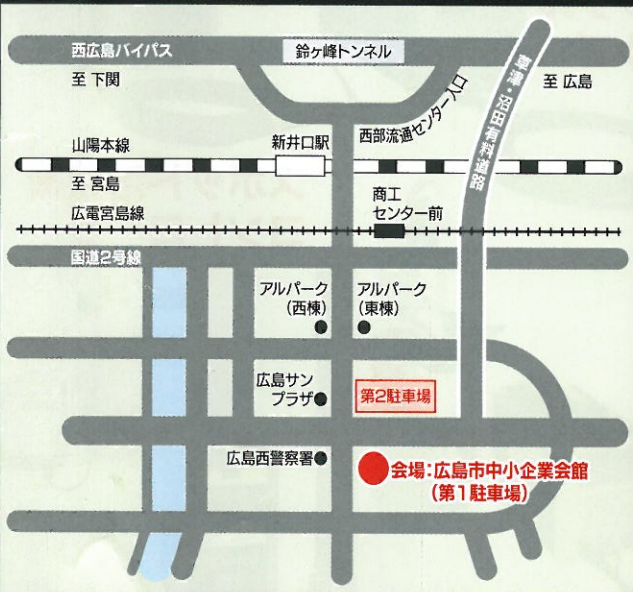 西広島バイパス
鈴ヶ峰トンネル
至 下関
至 広島
西部流通センター入口
草津・沼田有料道路
山陽本線
新井口駅
至 宮島
商工
センター前
広電宮島線
国道2号線
アルパーク
(西棟)
アルパーク
(東棟)
広島サン
プラザ
第2駐車場
広島西警察署
会場:広島市中小企業会館
(第1駐車場)